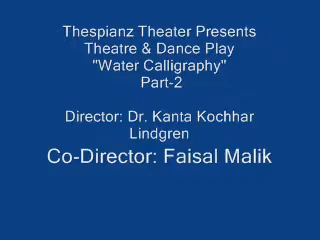 Thespianz Theater Presents
Theatre & Dance Play
"Water Calligraphy"
Part-2
Director: Dr. Kanta Kochhar
Lindgren
Co-Director: Faisal Malik